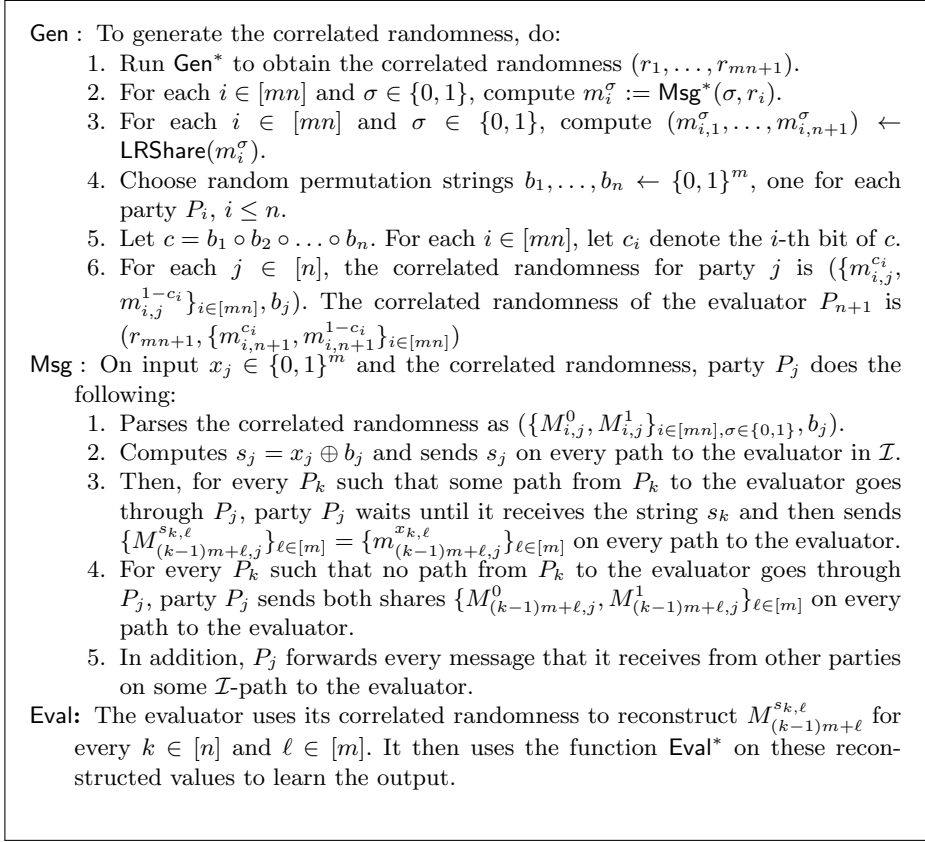 Gen : To generate the correlated randomness, do:
1. Run Gen* to obtain the correlated randomness (r_1, . . . , r_{mn+1}).
2. For each i ∈ [mn] and σ ∈ {0, 1}, compute m_i^σ := Msg*(σ, r_i).
3. For each i ∈ [mn] and σ ∈ {0, 1}, compute (m_{i,1}^σ, . . . , m_{i,n+1}^σ) ←
LRShare(m_i^σ).
4. Choose random permutation strings b_1, . . . , b_n ← {0, 1}^m, one for each
party P_i, i ≤ n.
5. Let c = b_1 ∘ b_2 ∘ . . . ∘ b_n. For each i ∈ [mn], let c_i denote the i-th bit of c.
6. For each j ∈ [n], the correlated randomness for party j is ({m_{i,j}^{c_i},
m_{i,j}^{1−c_i}}_{i∈[mn]}, b_j). The correlated randomness of the evaluator P_{n+1} is
(r_{mn+1}, {m_{i,n+1}^{c_i}, m_{i,n+1}^{1−c_i}}_{i∈[mn]})
Msg : On input x_j ∈ {0, 1}^m and the correlated randomness, party P_j does the
following:
1. Parses the correlated randomness as ({M_{i,j}^0, M_{i,j}^1}_{i∈[mn],σ∈{0,1}}, b_j).
2. Computes s_j = x_j ⊕ b_j and sends s_j on every path to the evaluator in 𝓘.
3. Then, for every P_k such that some path from P_k to the evaluator goes
through P_j, party P_j waits until it receives the string s_k and then sends
{M_{(k−1)m+ℓ,j}^{s_{k,ℓ}}}_{ℓ∈[m]} = {m_{(k−1)m+ℓ,j}^{x_{k,ℓ}}}_{ℓ∈[m]} on every path to the evaluator.
4. For every P_k such that no path from P_k to the evaluator goes through
P_j, party P_j sends both shares {M_{(k−1)m+ℓ,j}^0, M_{(k−1)m+ℓ,j}^1}_{ℓ∈[m]} on every
path to the evaluator.
5. In addition, P_j forwards every message that it receives from other parties
on some 𝓘-path to the evaluator.
Eval: The evaluator uses its correlated randomness to reconstruct M_{(k−1)m+ℓ}^{s_{k,ℓ}} for
every k ∈ [n] and ℓ ∈ [m]. It then uses the function Eval* on these recon-
structed values to learn the output.